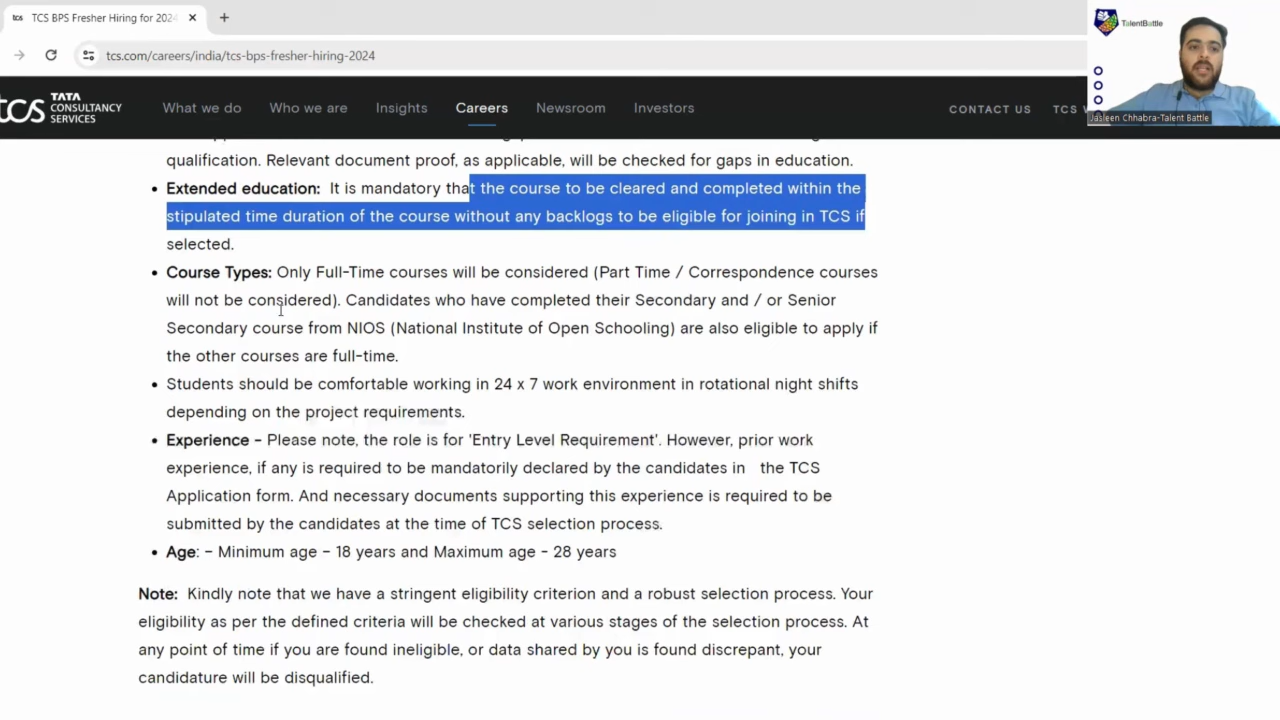 TCS BPS Fresher Hiring for 2024
tcs.com/careers/india/tcs-bps-fresher-hiring-2024
TalentBattle
tcs TATA CONSULTANCY SERVICES
What we do Who we are Insights Careers Newsroom Investors
CONTACT US TCS
Jasleen Chhabra-Talent Battle
qualification. Relevant document proof, as applicable, will be checked for gaps in education.
• Extended education: It is mandatory that the course to be cleared and completed within the
stipulated time duration of the course without any backlogs to be eligible for joining in TCS if
selected.
• Course Types: Only Full-Time courses will be considered (Part Time / Correspondence courses
will not be considered). Candidates who have completed their Secondary and / or Senior
Secondary course from NIOS (National Institute of Open Schooling) are also eligible to apply if
the other courses are full-time.
• Students should be comfortable working in 24 x 7 work environment in rotational night shifts
depending on the project requirements.
• Experience – Please note, the role is for 'Entry Level Requirement'. However, prior work
experience, if any is required to be mandatorily declared by the candidates in the TCS
Application form. And necessary documents supporting this experience is required to be
submitted by the candidates at the time of TCS selection process.
• Age: – Minimum age – 18 years and Maximum age - 28 years
Note: Kindly note that we have a stringent eligibility criterion and a robust selection process. Your
eligibility as per the defined criteria will be checked at various stages of the selection process. At
any point of time if you are found ineligible, or data shared by you is found discrepant, your
candidature will be disqualified.